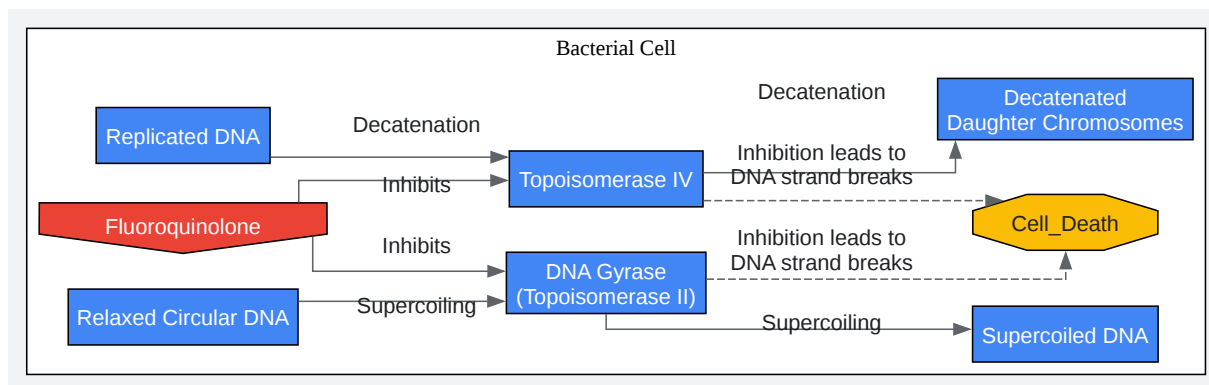 Bacterial Cell
Replicated DNA
Decatenation
Decatenation
Decatenated
Daughter Chromosomes
Inhibits
Topoisomerase IV
Inhibition leads to
DNA strand breaks
Fluoroquinolone
Cell_Death
Inhibits
DNA Gyrase
(Topoisomerase II)
Inhibition leads to
DNA strand breaks
Relaxed Circular DNA
Supercoiling
Supercoiling
Supercoiled DNA